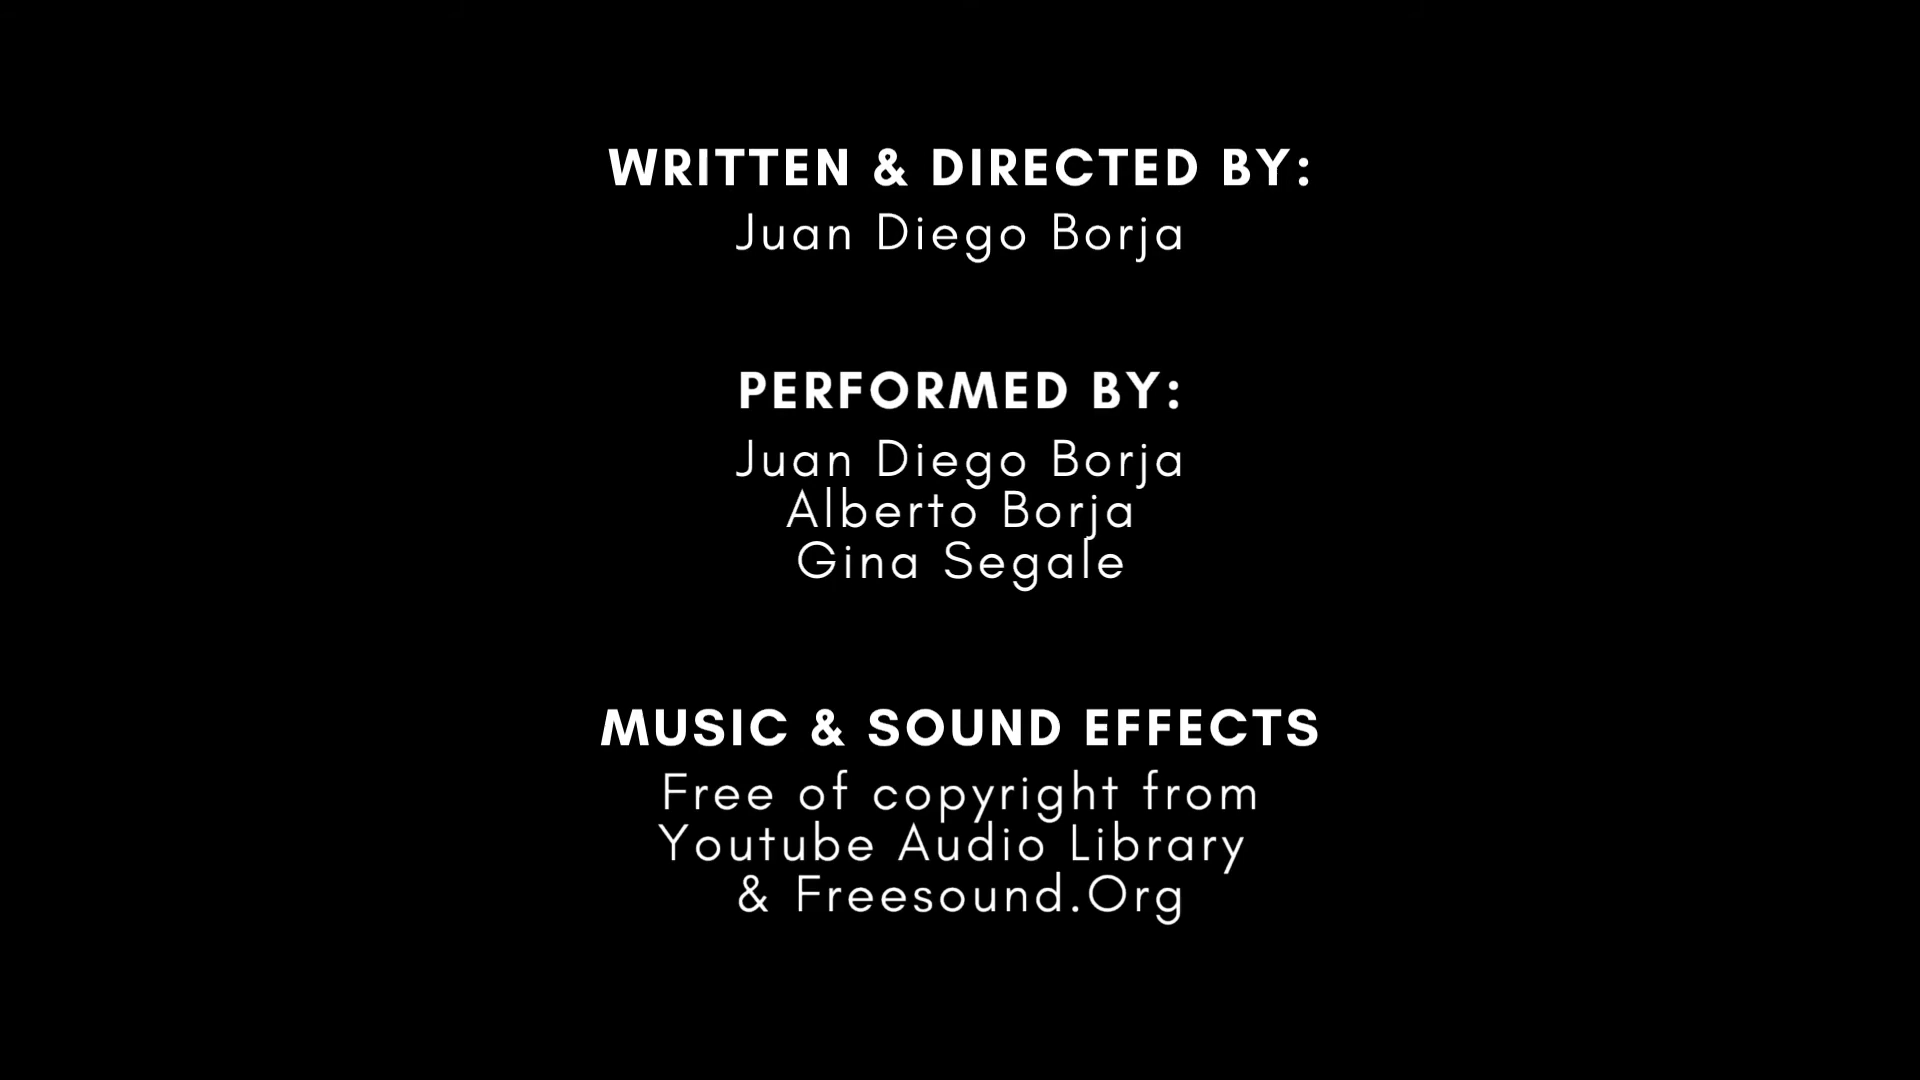 WRITTEN & DIRECTED BY:
Juan Diego Borja
PERFORMED BY:
Juan Diego Borja
Alberto Borja
Gina Segale
MUSIC & SOUND EFFECTS
Free of copyright from
Youtube Audio Library
& Freesound.Org